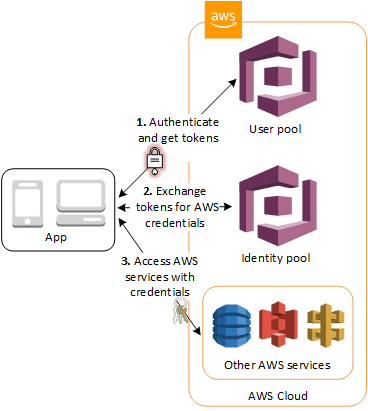 aws
1. Authenticate
and get tokens
User pool
2. Exchange
tokens for AWS
credentials
App
Identity pool
3. Access AWS
services with
credentials
Other AWS services
AWS Cloud